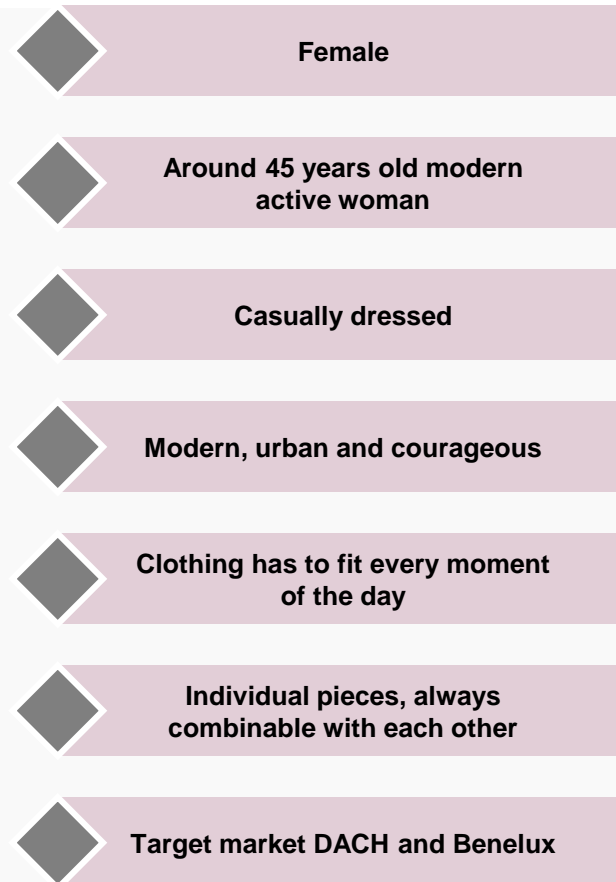 Female
Around 45 years old modern
active woman
Casually dressed
Modern, urban and courageous
Clothing has to fit every moment
of the day
Individual pieces, always
combinable with each other
Target market DACH and Benelux